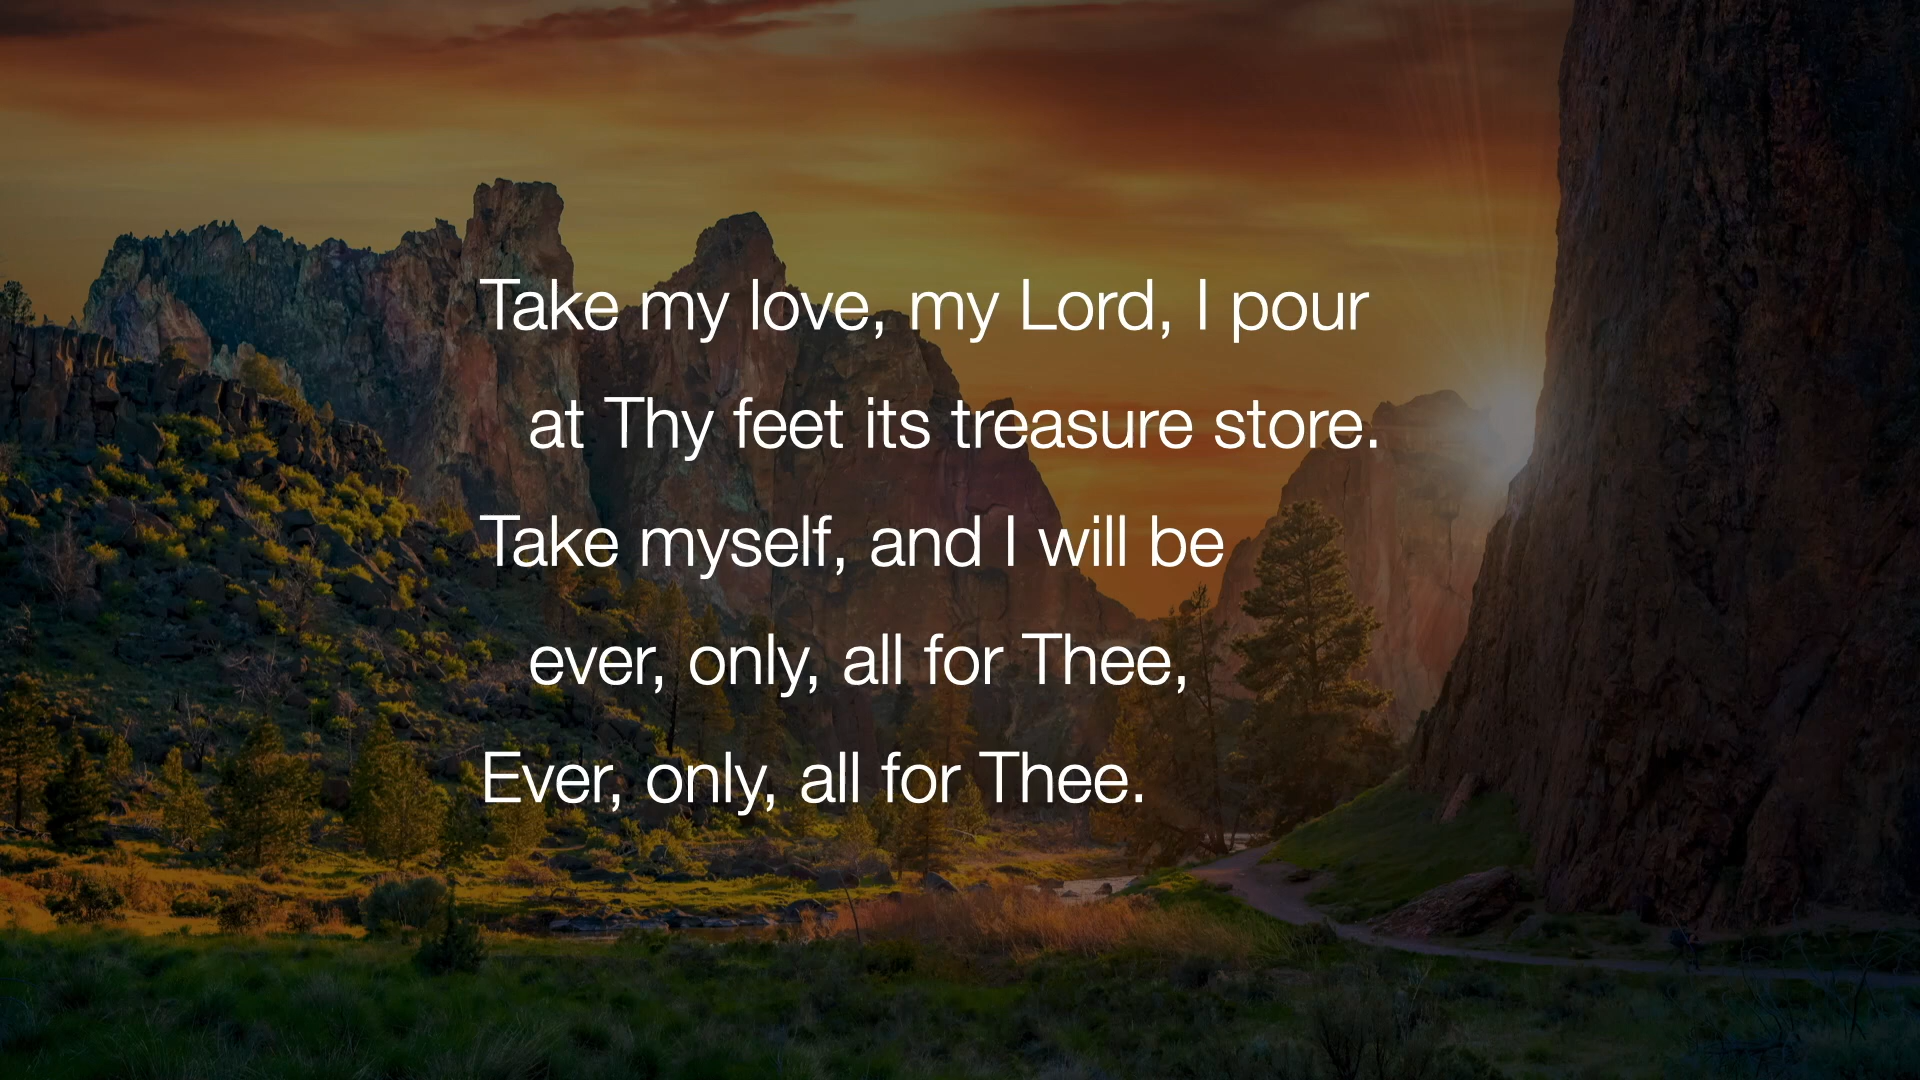 Take my love, my Lord, I pour
at Thy feet its treasure store.
Take myself, and I will be
ever, only, all for Thee,
Ever, only, all for Thee.